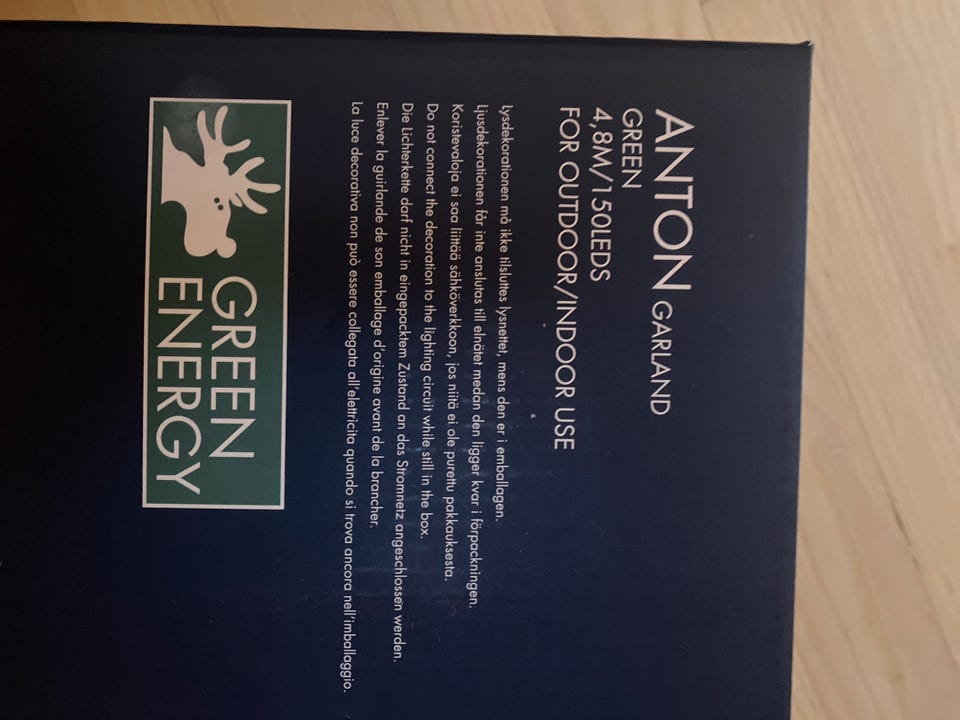 ANTON GARLAND
GREEN
4,8M/150LEDS
FOR OUTDOOR/INDOOR USE
Lysdekorationen må ikke tilsluttes lysnettet, mens den er i emballagen.
Ljusdekorationen får inte anslutas till elnätet medan den ligger kvar i förpackningen.
Koristevaloja ei saa liittää sähköverkkoon, jos niitä ei ole purettu pakkauksesta.
Do not connect the decoration to the lighting circuit while still in the box.
Die Lichterkette darf nicht in eingepacktem Zustand an das Stromnetz angeschlossen werden.
Enlever la guirlande de son emballage d'origine avant de la brancher.
La luce decorativa non può essere collegata all'elettricita quando si trova ancora nell'imballaggio.
GREEN
ENERGY